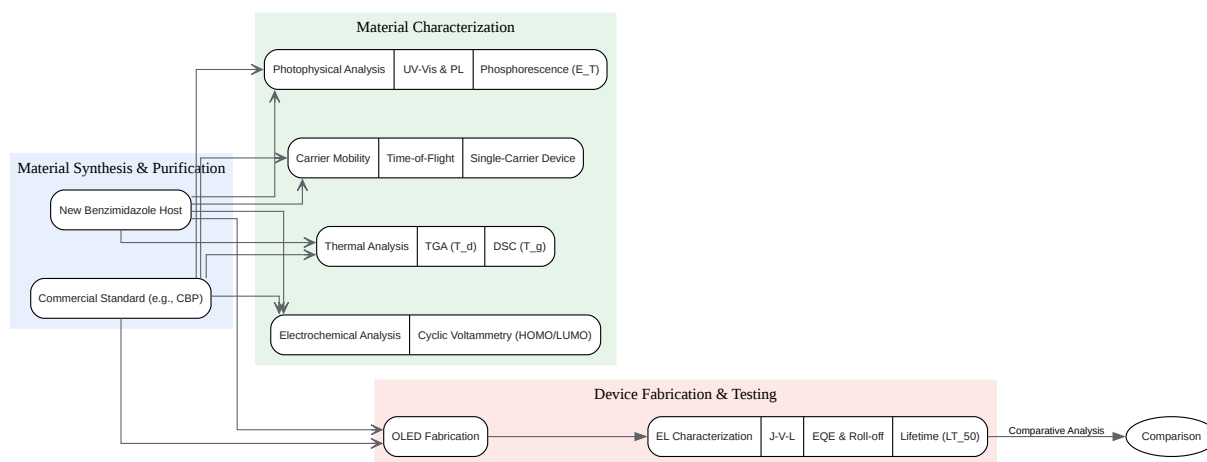 Material Characterization
Photophysical Analysis UV-Vis & PL Phosphorescence (E_T)
Carrier Mobility Time-of-Flight Single-Carrier Device
Material Synthesis & Purification
New Benzimidazole Host
Thermal Analysis TGA (T_d) DSC (T_g)
Commercial Standard (e.g., CBP)
Electrochemical Analysis Cyclic Voltammetry (HOMO/LUMO)
Device Fabrication & Testing
OLED Fabrication EL Characterization J-V-L EQE & Roll-off Lifetime (LT_50) Comparative Analysis Comparison